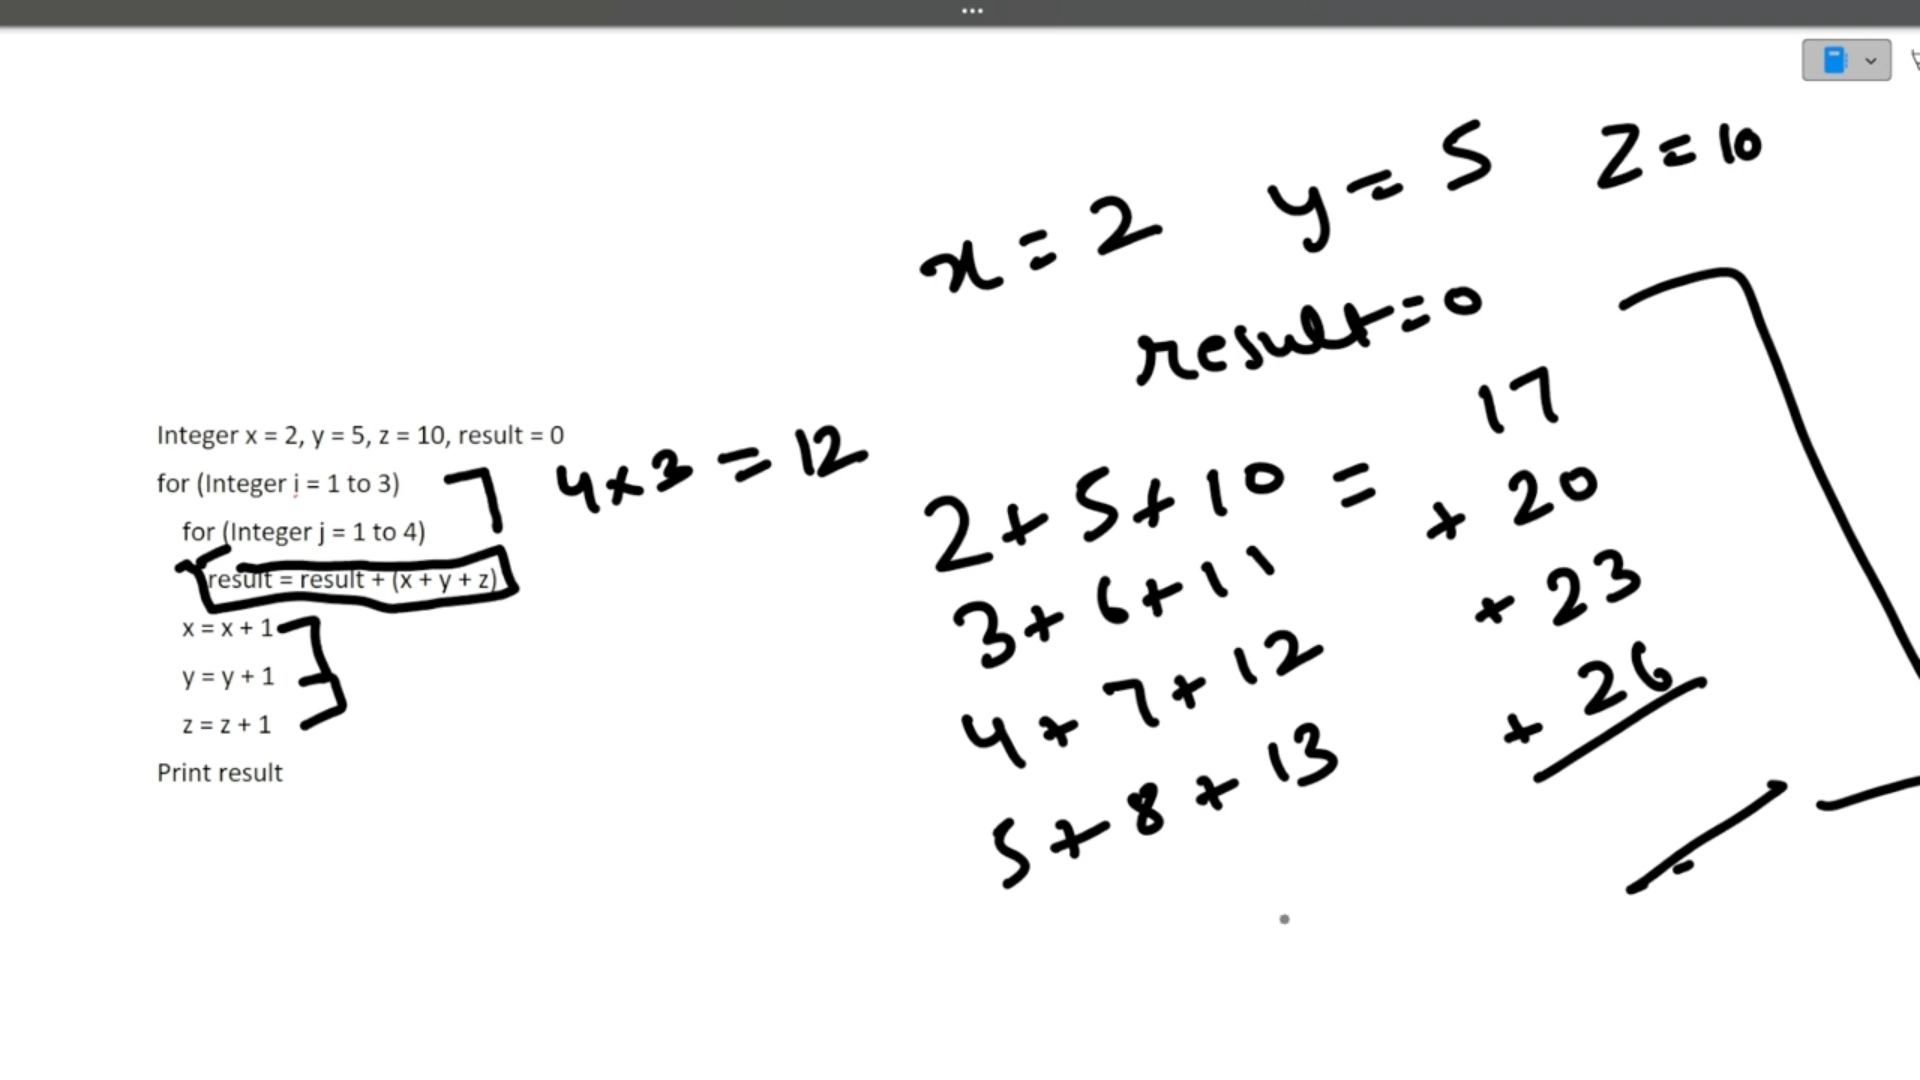 x = 2 y = 5 z = 10
result = 0
Integer x = 2, y = 5, z = 10, result = 0
for (Integer i = 1 to 3)
for (Integer j = 1 to 4)
result = result + (x + y + z)
x = x + 1
y = y + 1
z = z + 1
Print result
4 x 3 = 12
2 + 5 + 10 = 17
3 + 6 + 11 + 20
4 + 7 + 12 + 23
5 + 8 + 13 + 26